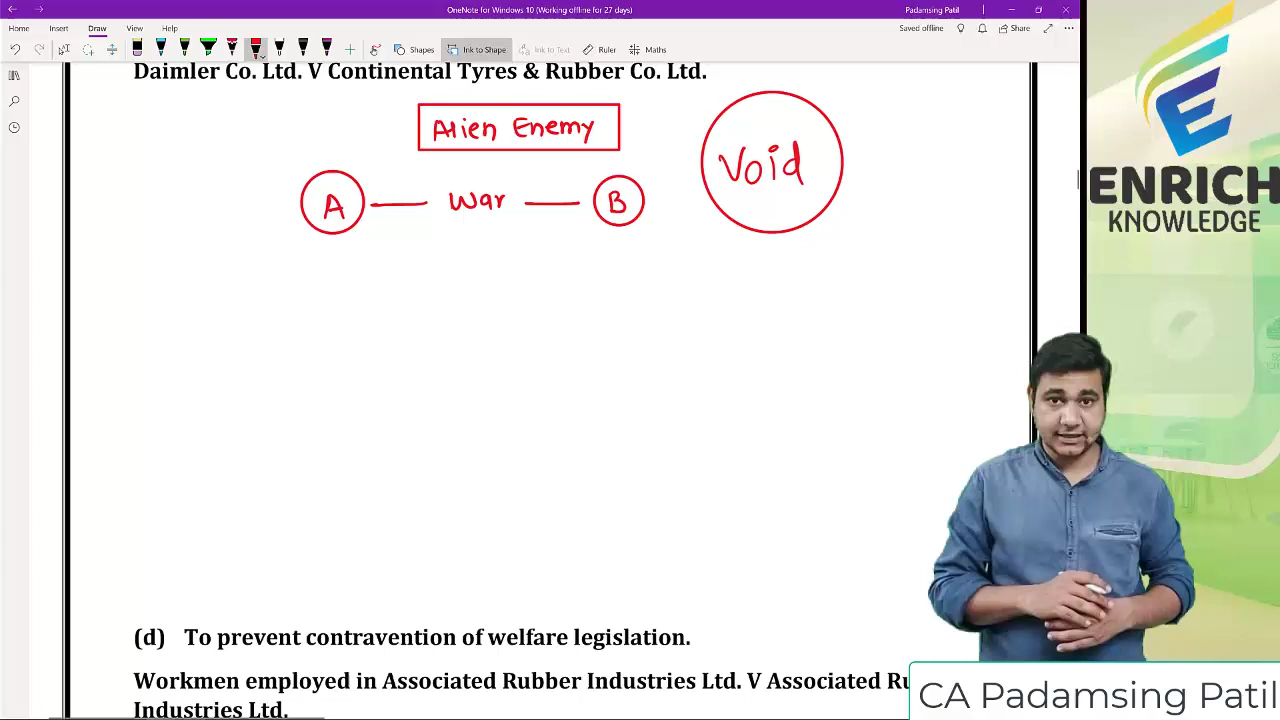 OneNote for Windows 10 (Working offline for 27 days)
Padamsing Patil
Home Insert Draw View Help
Saved offline
Share
Shapes
Ink to Shape
Ink to Text
Ruler
Maths
Daimler Co. Ltd. V Continental Tyres & Rubber Co. Ltd.
Alien Enemy
Void
A — War — B
ENRICH
KNOWLEDGE
(d) To prevent contravention of welfare legislation.
Workmen employed in Associated Rubber Industries Ltd. V Associated Ru
Industries Ltd.
CA Padamsing Patil